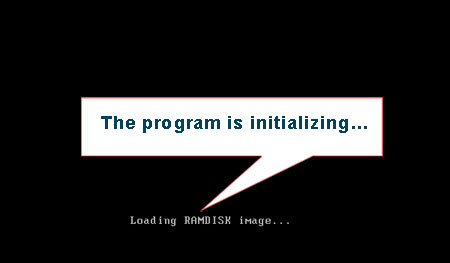 The program is initializing...
Loading RAMDISK image...